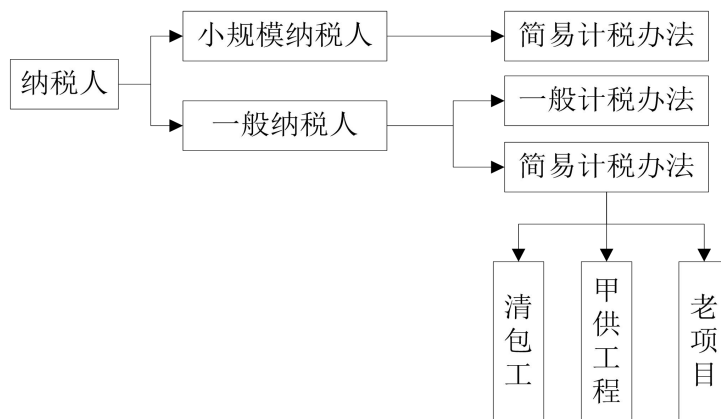 小规模纳税人
简易计税办法
纳税人
一般计税办法
一般纳税人
简易计税办法
清包工
甲供工程
老项目